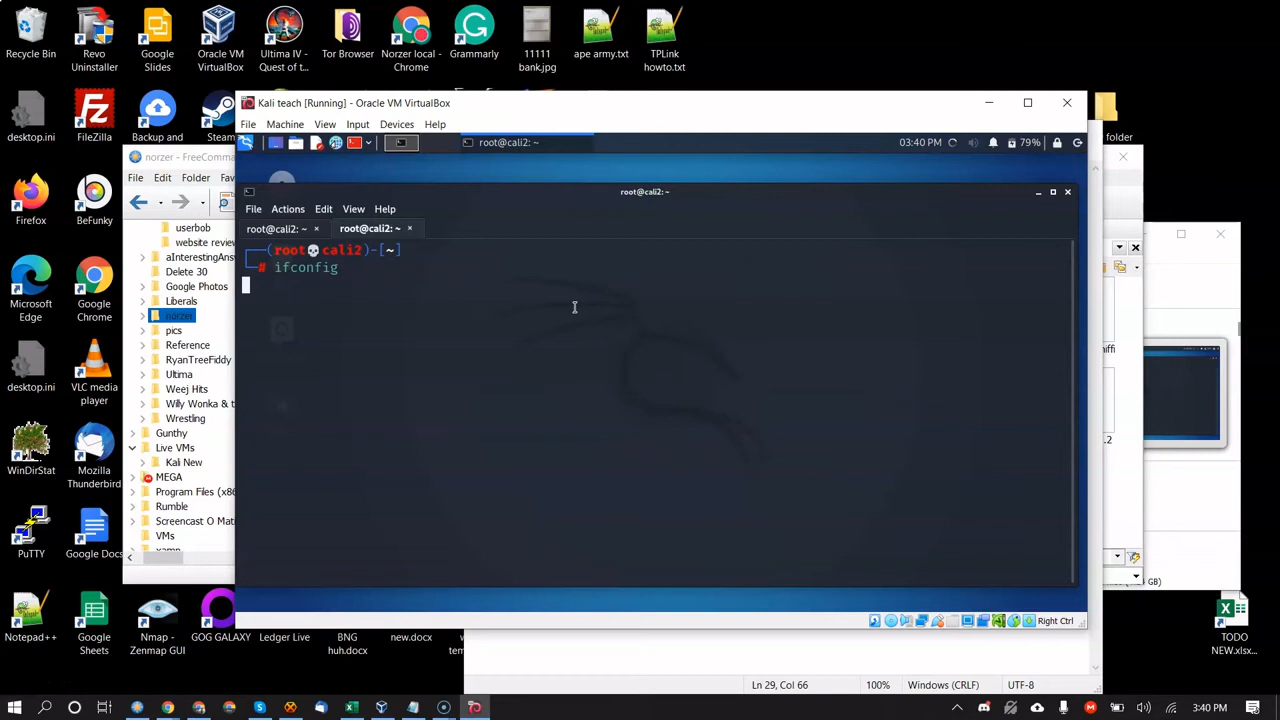 Recycle Bin
Revo Uninstaller
Google Slides
Oracle VM VirtualBox
Ultima IV - Quest of t...
Tor Browser
Norzer local - Chrome
Grammarly
11111 bank.jpg
ape army.txt
TPLink howto.txt
desktop.ini
FileZilla
Backup and
Steam
folder
Kali teach [Running] - Oracle VM VirtualBox
File Machine View Input Devices Help
root@cali2: ~
03:40 PM
79%
norzer - FreeComma
File Edit Folder Fav
root@cali2: ~
File Actions Edit View Help
root@cali2: ~ ×
root@cali2: ~ ×
┌──(root💀cali2)-[~]
└─# ifconfig
Firefox
BeFunky
Microsoft Edge
Google Chrome
desktop.ini
VLC media player
WinDirStat
Mozilla Thunderbird
PuTTY
Google Docs
userbob
website review
aInterestingAns
Delete 30
Google Photos
Liberals
norzer
pics
Reference
RyanTreeFiddy
Ultima
Weej Hits
Willy Wonka & t
Wrestling
Gunthy
Live VMs
Kali New
MEGA
Program Files (x86
Rumble
Screencast O Mati
VMs
xamp
niffi
.2
GB)
Right Ctrl
Notepad++
Google Sheets
Nmap - Zenmap GUI
GOG GALAXY
Ledger Live
BNG huh.docx
new.docx
TODO NEW.xlsx...
Ln 29, Col 66
100%
Windows (CRLF)
UTF-8
3:40 PM